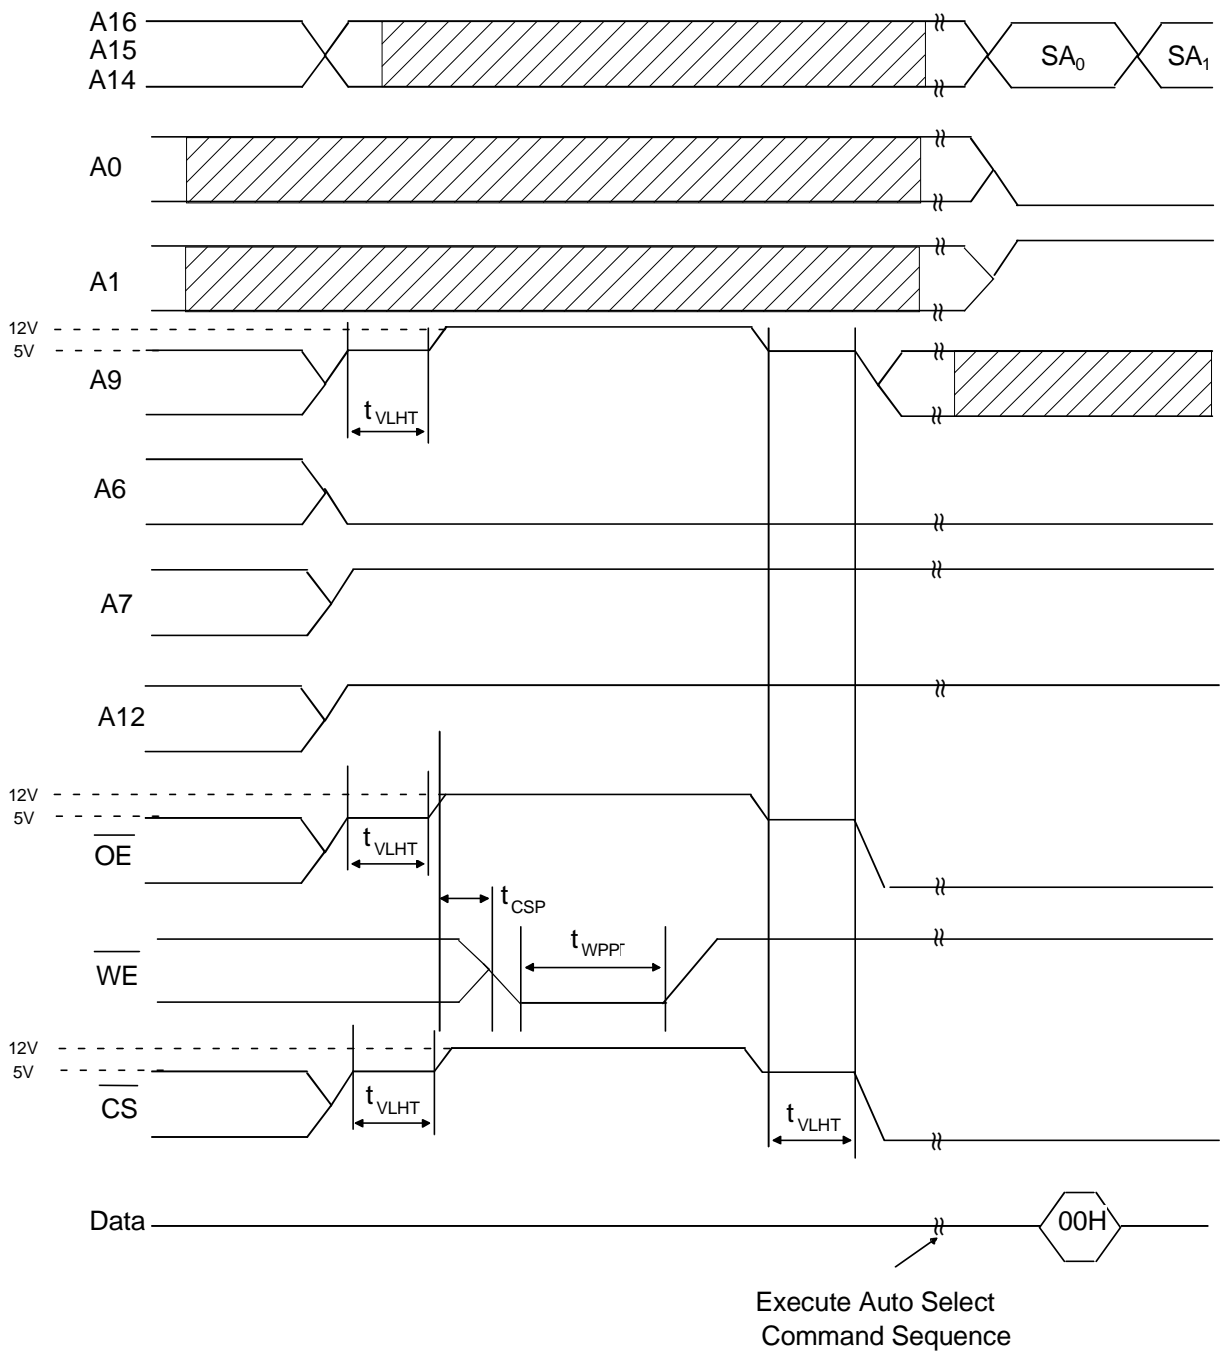 A16
A15
A14
SA0
SA1
A0
A1
12V
5V
A9
tVLHT
A6
A7
A12
12V
5V
OE
tVLHT
tCSP
WE
tWPPT
12V
5V
CS
tVLHT
tVLHT
Data
00H
Execute Auto Select
Command Sequence